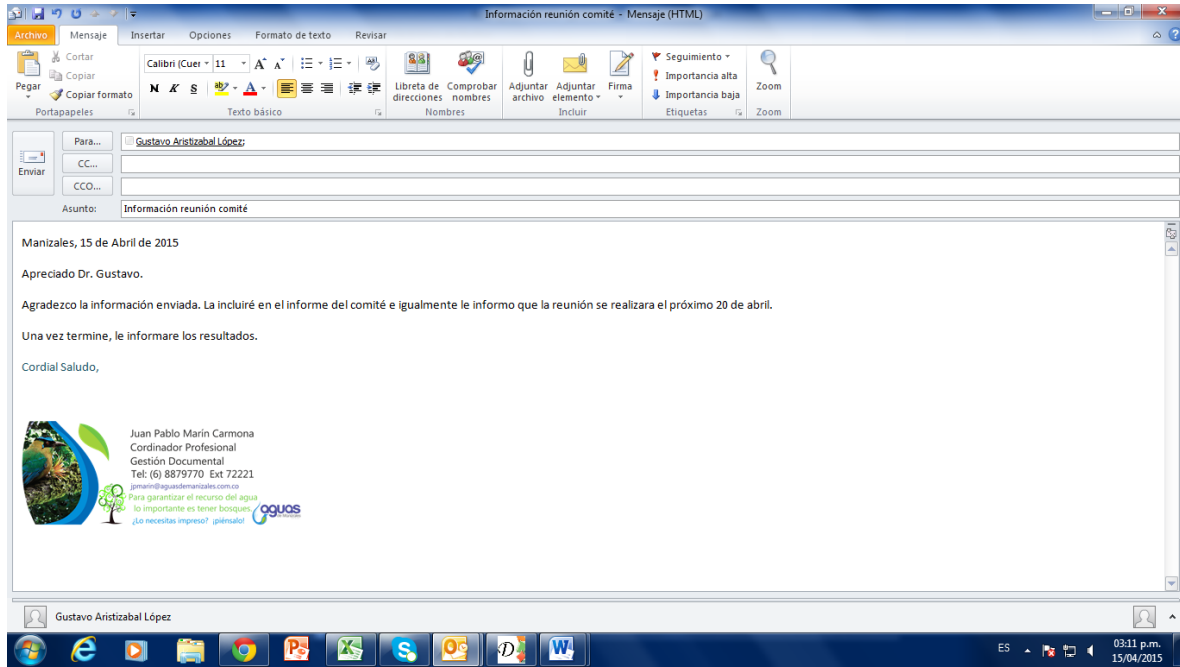 Información reunión comité - Mensaje (HTML)
Archivo Mensaje Insertar Opciones Formato de texto Revisar
Pegar
Cortar
Copiar
Copiar formato
Portapapeles
Calibri (Cuer 11
N K S
Texto básico
Libreta de direcciones
Comprobar nombres
Nombres
Adjuntar archivo
Adjuntar elemento
Firma
Incluir
Seguimiento
Importancia alta
Importancia baja
Etiquetas
Zoom
Zoom
Enviar
Para... Gustavo Aristizabal López;
CC...
CCO...
Asunto: Información reunión comité
Manizales, 15 de Abril de 2015
Apreciado Dr. Gustavo.
Agradezco la información enviada. La incluiré en el informe del comité e igualmente le informo que la reunión se realizara el próximo 20 de abril.
Una vez termine, le informare los resultados.
Cordial Saludo,
Juan Pablo Marin Carmona
Cordinador Profesional
Gestión Documental
Tel: (6) 8879770 Ext 72221
jpmarin@aguasdemanizales.com.co
Para garantizar el recurso del agua
lo importante es tener bosques.
¿Lo necesitas impreso? ¡piénsalo!
aguas
Gustavo Aristizabal López
ES
03:11 p.m.
15/04/2015